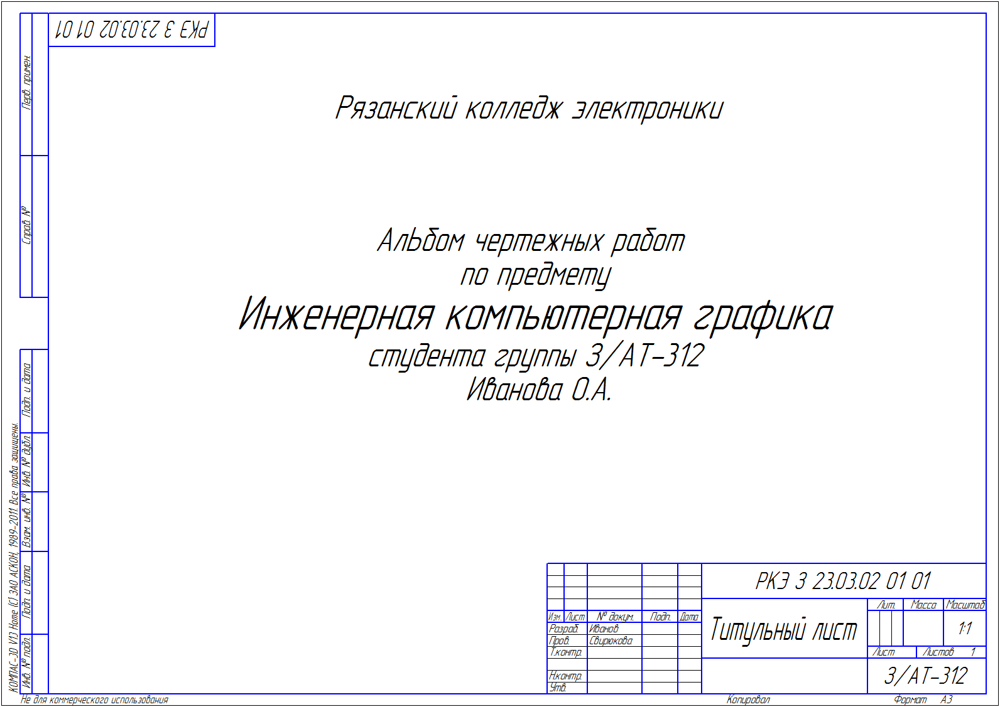 РКЭ З 23.03.02 01 01
Перв. примен.
Справ. №
Подп. и дата
Инв. № дубл.
Взам. инв. №
Подп. и дата
Инв. № подл.
КОМПАС-3D V13 Home (C) ЗАО АСКОН, 1989-2011. Все права защищены.
Рязанский колледж электроники
АлЬбом чертежных работ
по предмету
Инженерная компьютерная графика
студента группы З/АТ-312
Иванова О.А.
РКЭ З 23.03.02 01 01
Лит. Масса Масштаб
Изм. Лист № докум. Подп. Дата
Разраб. Иванов
Титульный лист
1:1
Пров. Свирюкова
Т.контр.
Лист Листов 1
Н.контр.
З/АТ-312
Утв.
Не для коммерческого использования
Копировал
Формат А3